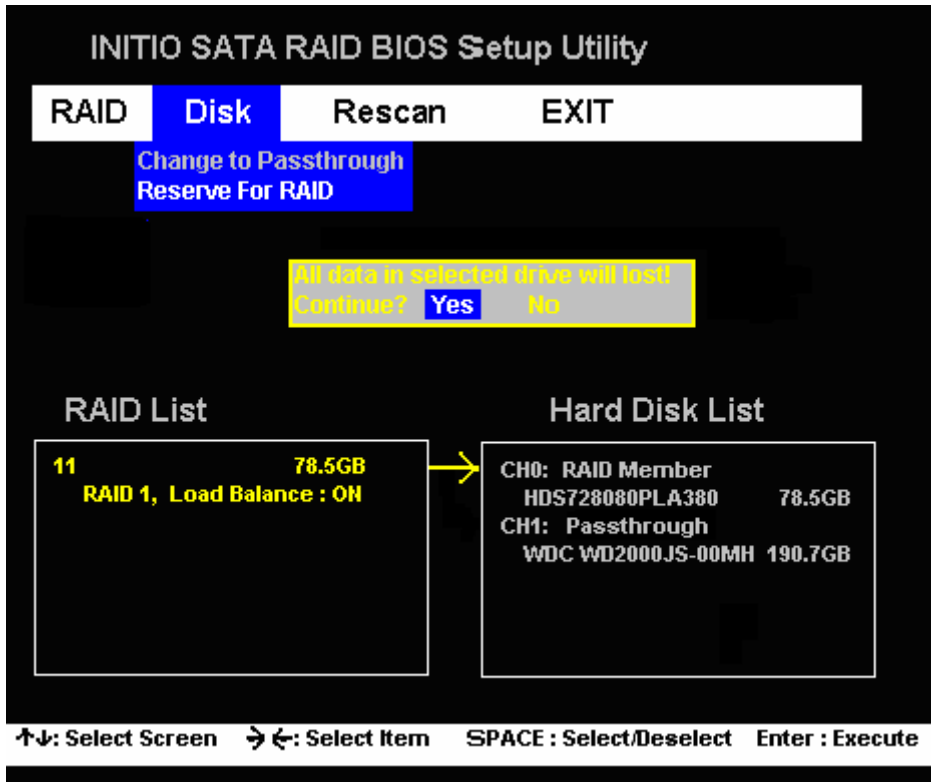 INITIO SATA RAID BIOS Setup Utility
RAID Disk Rescan EXIT
Change to Passthrough
Reserve For RAID
All data in selected drive will lost!
Continue? Yes No
RAID List
11 78.5GB
RAID 1, Load Balance : ON
Hard Disk List
CH0: RAID Member
HDS728080PLA380 78.5GB
CH1: Passthrough
WDC WD2000JS-00MH 190.7GB
↑↓: Select Screen →←: Select Item SPACE : Select/Deselect Enter : Execute